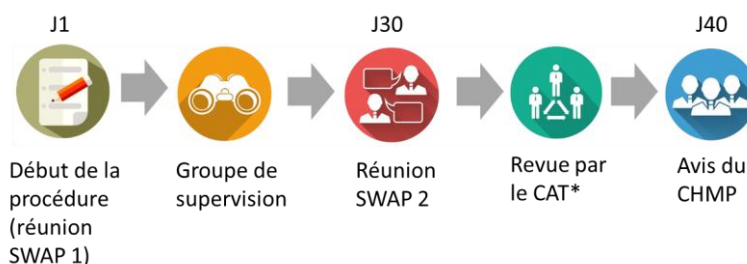 J1
J30
J40
Début de la
procédure
(réunion
SWAP 1)
Groupe de
supervision
Réunion
SWAP 2
Revue par
le CAT*
Avis du
CHMP